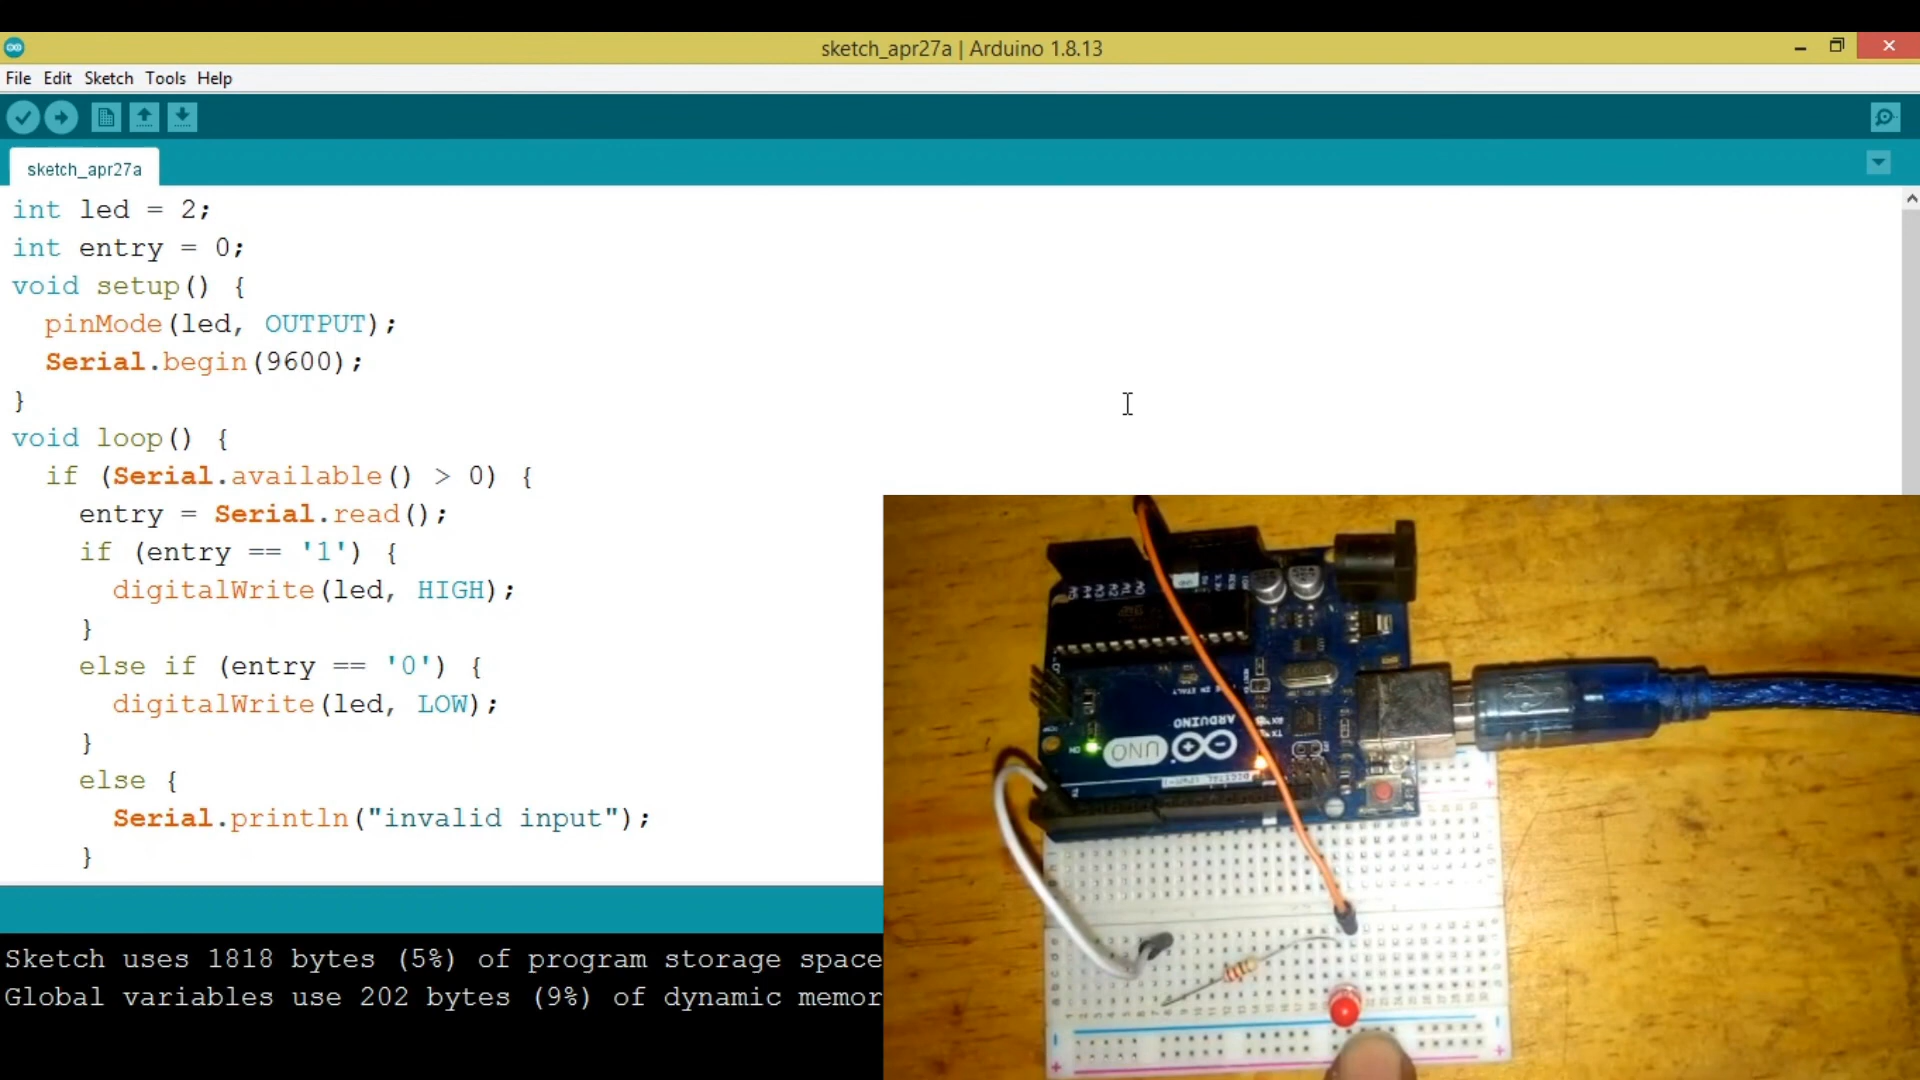 sketch_apr27a | Arduino 1.8.13
File Edit Sketch Tools Help
sketch_apr27a
int led = 2;
int entry = 0;
void setup() {
pinMode(led, OUTPUT);
Serial.begin(9600);
}
void loop() {
if (Serial.available() > 0) {
entry = Serial.read();
if (entry == '1') {
digitalWrite(led, HIGH);
}
else if (entry == '0') {
digitalWrite(led, LOW);
}
else {
Serial.println("invalid input");
}
Sketch uses 1818 bytes (5%) of program storage space
Global variables use 202 bytes (9%) of dynamic memor
ARDUINO
UNO